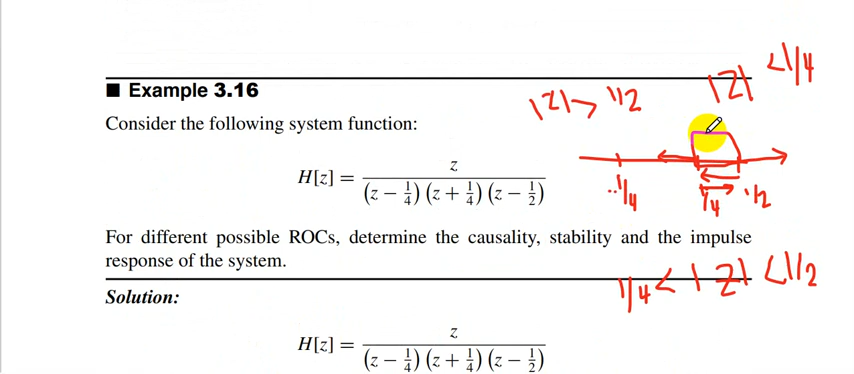 ■ Example 3.16
Consider the following system function:
|z| > 1/2
|z| < 1/4
H[z] = z / ((z − 1/4) (z + 1/4) (z − 1/2))
-1/4 1/4 1/2
For different possible ROCs, determine the causality, stability and the impulse
response of the system.
1/4 < |z| < 1/2
Solution:
H[z] = z / ((z − 1/4) (z + 1/4) (z − 1/2))